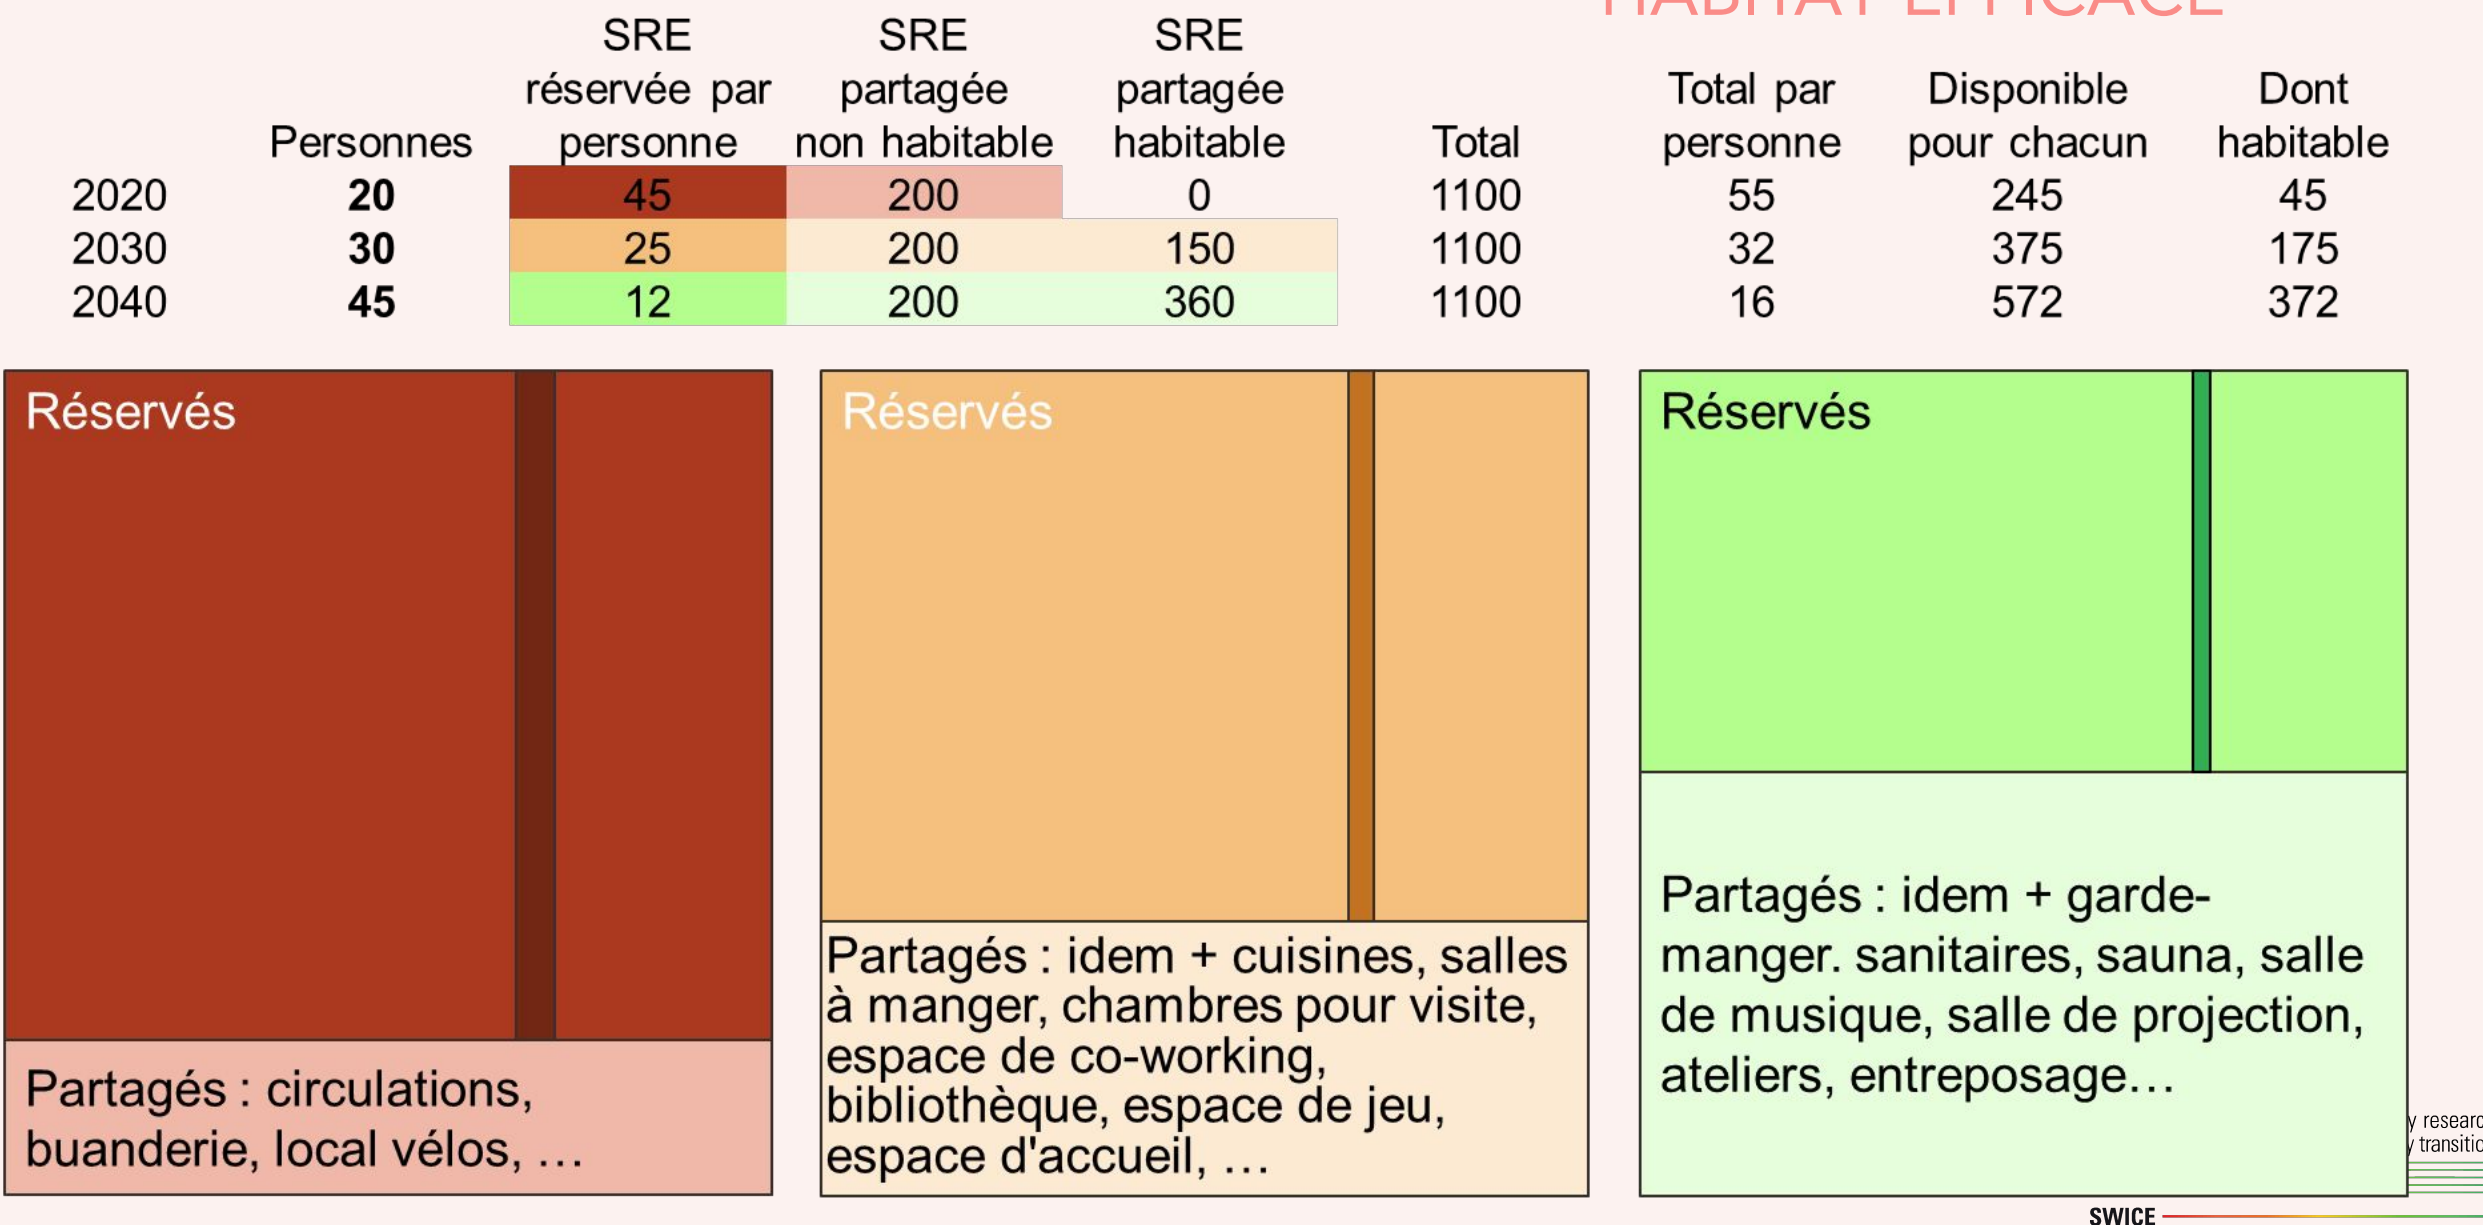 HABITAT EFFICACE
SRE SRE SRE
réservée par partagée partagée Total par Disponible Dont
Personnes personne non habitable habitable Total personne pour chacun habitable
2020 20 45 200 0 1100 55 245 45
2030 30 25 200 150 1100 32 375 175
2040 45 12 200 360 1100 16 572 372
Réservés
Partagés : circulations,
buanderie, local vélos, …
Réservés
Partagés : idem + cuisines, salles
à manger, chambres pour visite,
espace de co-working,
bibliothèque, espace de jeu,
espace d'accueil, …
Réservés
Partagés : idem + garde-
manger. sanitaires, sauna, salle
de musique, salle de projection,
ateliers, entreposage…
SWICE